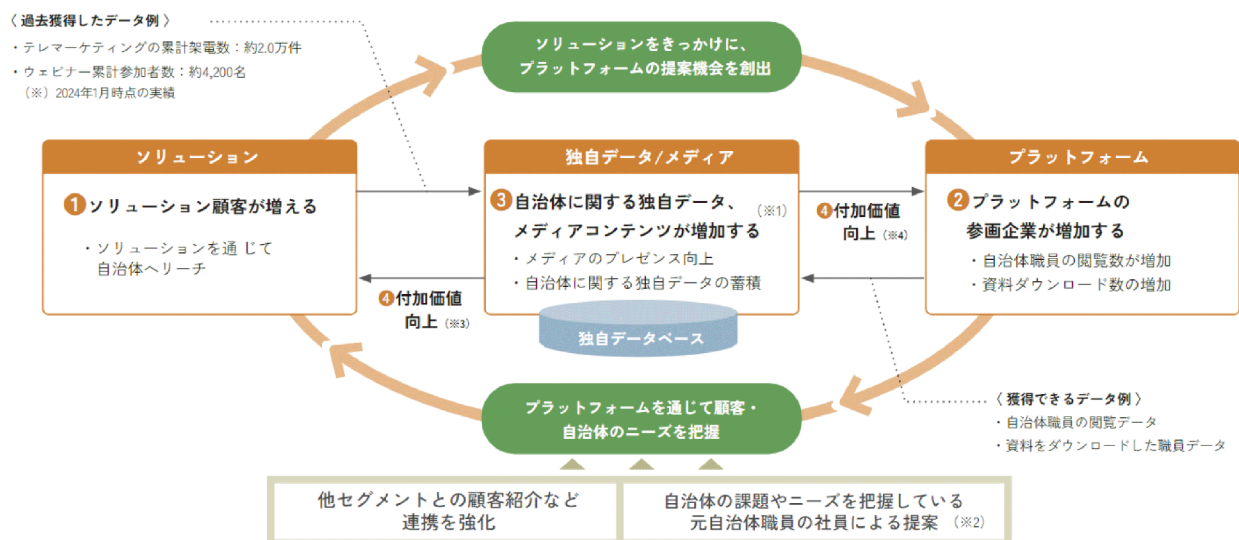 〈 過去獲得したデータ例 〉
・テレマーケティングの累計架電数：約2.0万件
・ウェビナー累計参加者数：約4,200名
（※）2024年1月時点の実績
ソリューションをきっかけに、
プラットフォームの提案機会を創出
ソリューション
❶ソリューション顧客が増える
・ソリューションを通 じて
自治体へリーチ
独自データ/メディア
❸自治体に関する独自データ、（※1）
メディアコンテンツが増加する
・メディアのプレゼンス向上
・自治体に関する独自データの蓄積
独自データベース
プラットフォーム
❷プラットフォームの
参画企業が増加する
・自治体職員の閲覧数が増加
・資料ダウンロード数の増加
❹付加価値
向上（※4）
❹付加価値
向上（※3）
プラットフォームを通じて顧客・
自治体のニーズを把握
〈 獲得できるデータ例 〉
・自治体職員の閲覧データ
・資料をダウンロードした職員データ
他セグメントとの顧客紹介など
連携を強化
自治体の課題やニーズを把握している
元自治体職員の社員による提案（※2）